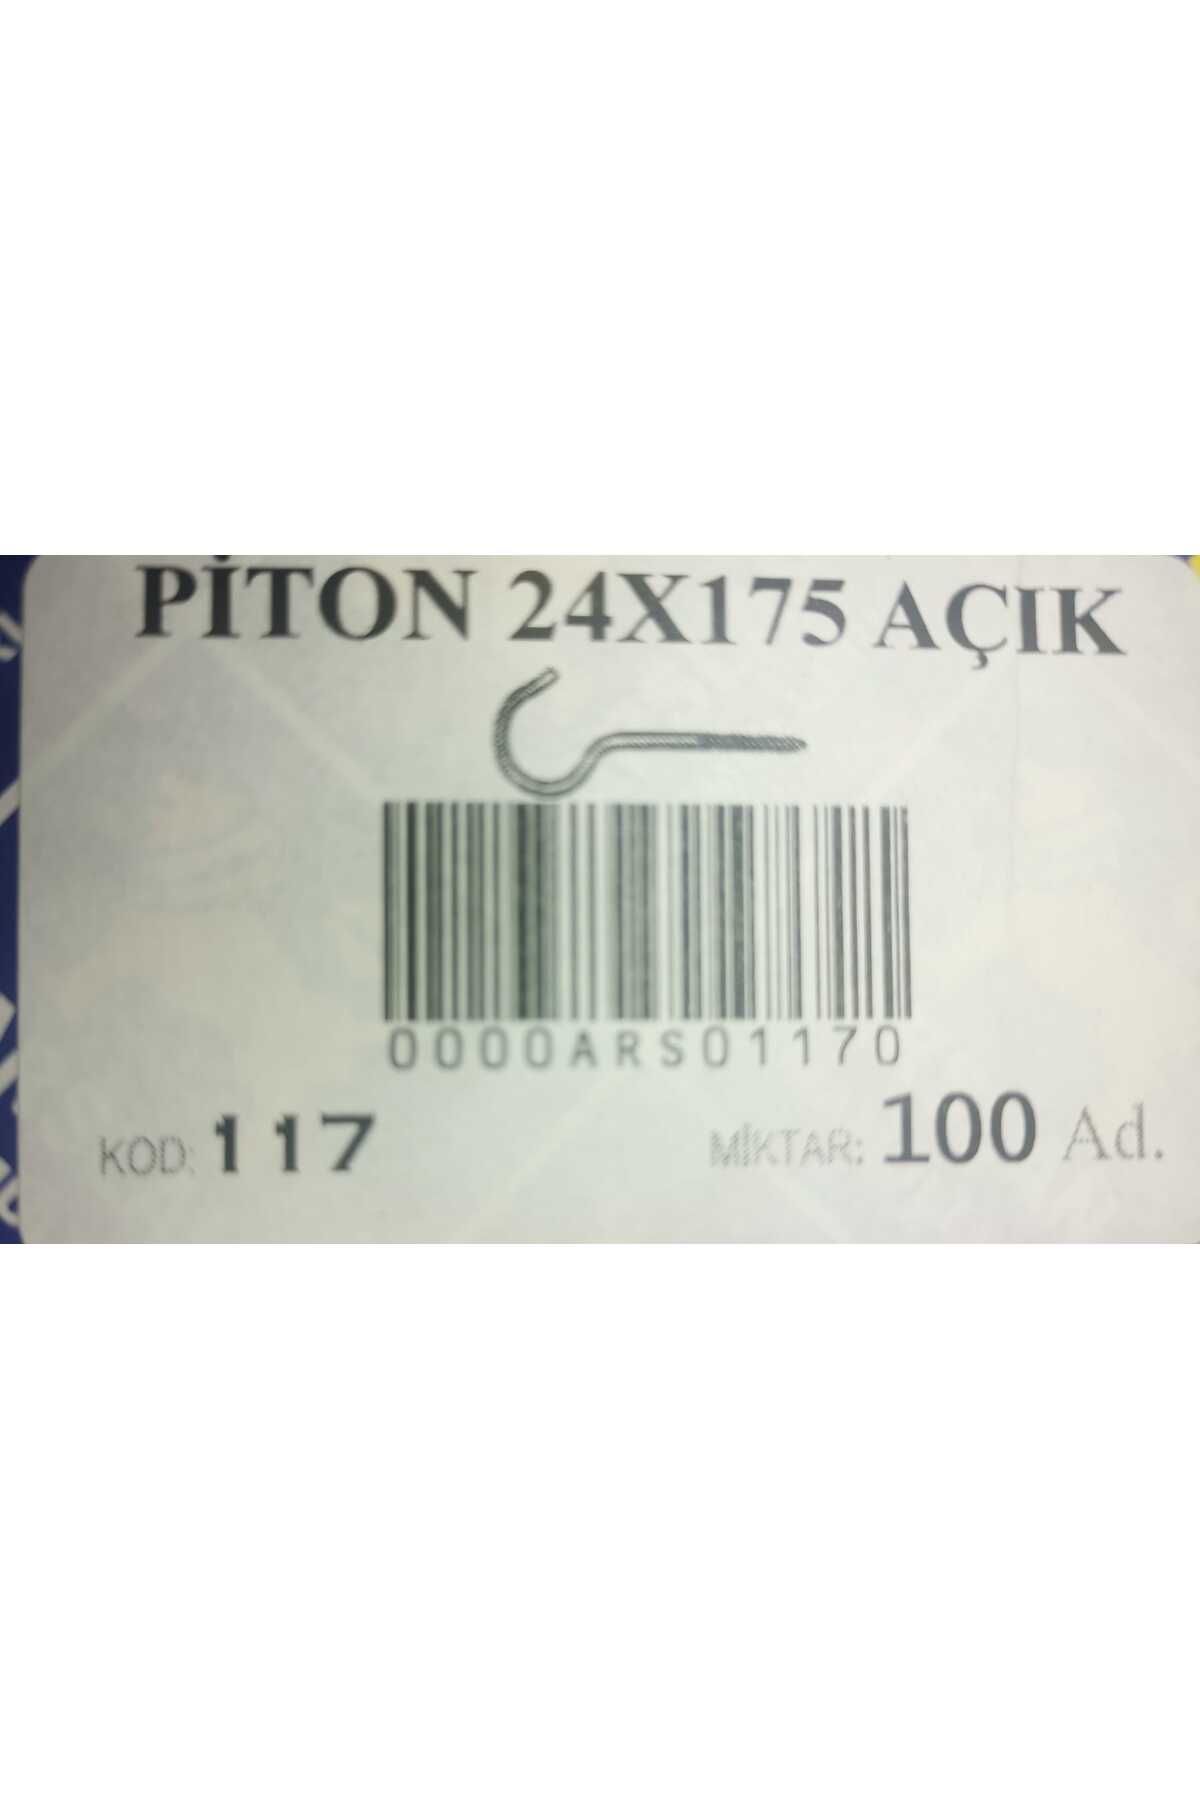 PİTON 24X175 AÇIK
0000ARS01170
KOD: 117
MİKTAR: 100 Ad.